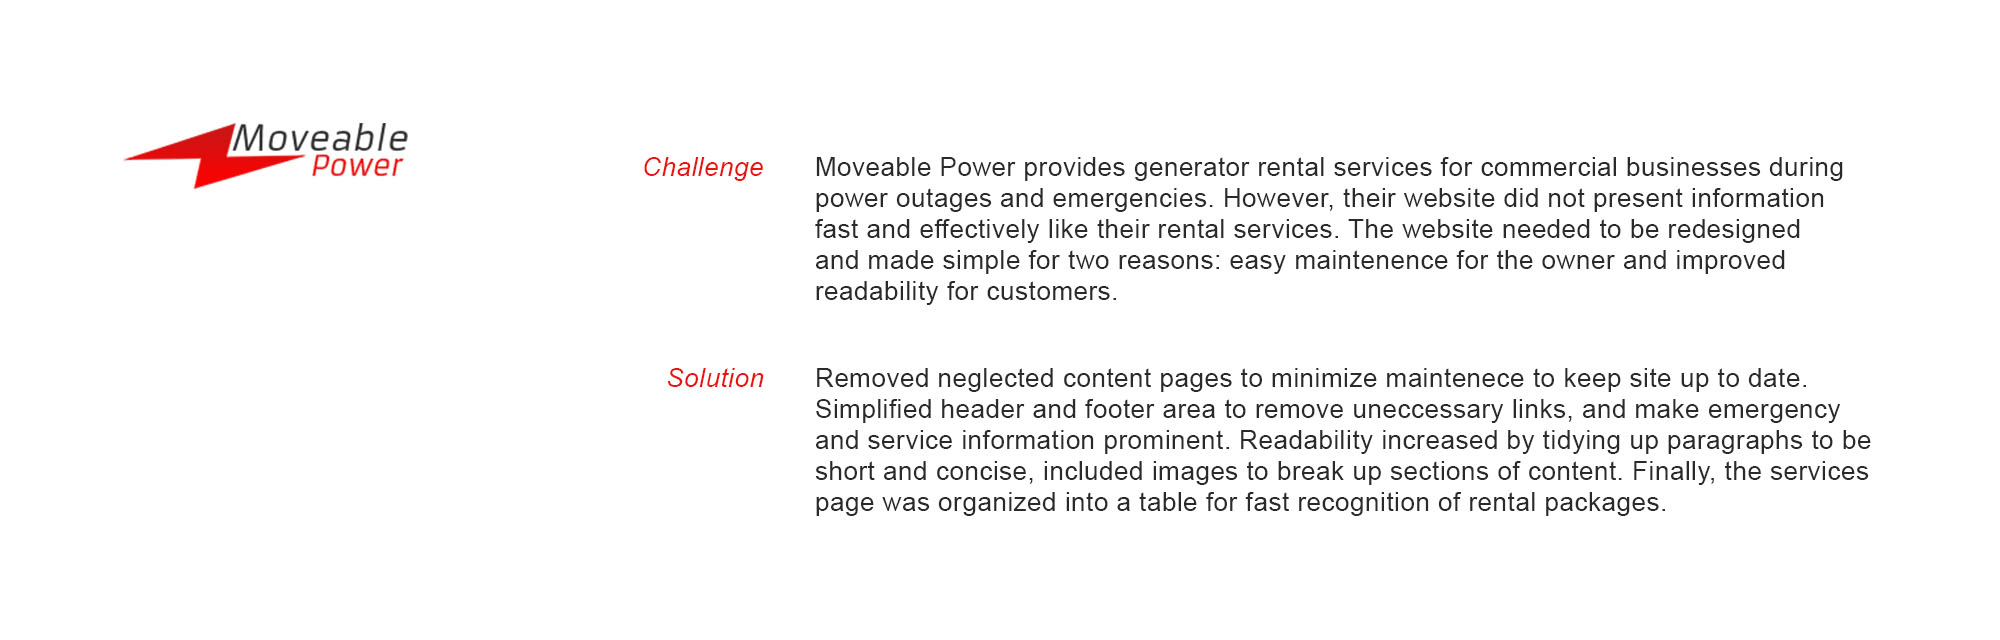 Moveable
Power
Challenge
Moveable Power provides generator rental services for commercial businesses during
power outages and emergencies. However, their website did not present information
fast and effectively like their rental services. The website needed to be redesigned
and made simple for two reasons: easy maintenence for the owner and improved
readability for customers.
Solution
Removed neglected content pages to minimize maintenece to keep site up to date.
Simplified header and footer area to remove uneccessary links, and make emergency
and service information prominent. Readability increased by tidying up paragraphs to be
short and concise, included images to break up sections of content. Finally, the services
page was organized into a table for fast recognition of rental packages.